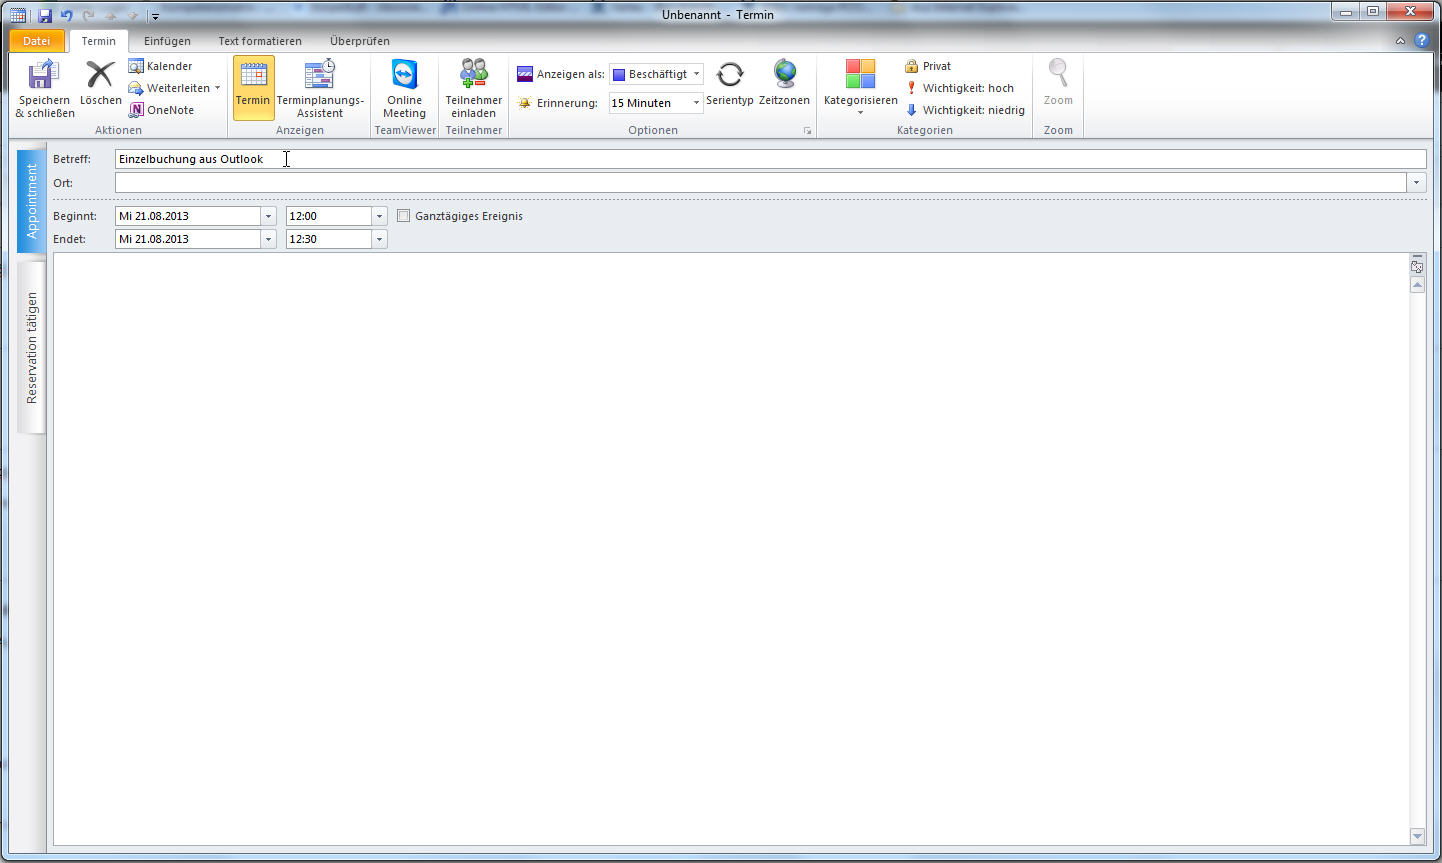 Unbenannt - Termin
Datei Termin Einfügen Text formatieren Überprüfen
Speichern & schließen
Löschen
Kalender
Weiterleiten
OneNote
Aktionen
Termin
Terminplanungs-Assistent
Anzeigen
Online Meeting
TeamViewer
Teilnehmer einladen
Teilnehmer
Anzeigen als: Beschäftigt
Erinnerung: 15 Minuten
Serientyp
Zeitzonen
Optionen
Kategorisieren
Privat
Wichtigkeit: hoch
Wichtigkeit: niedrig
Kategorien
Zoom
Zoom
Appointment
Reservation tätigen
Betreff: Einzelbuchung aus Outlook
Ort:
Beginnt: Mi 21.08.2013 12:00 Ganztägiges Ereignis
Endet: Mi 21.08.2013 12:30